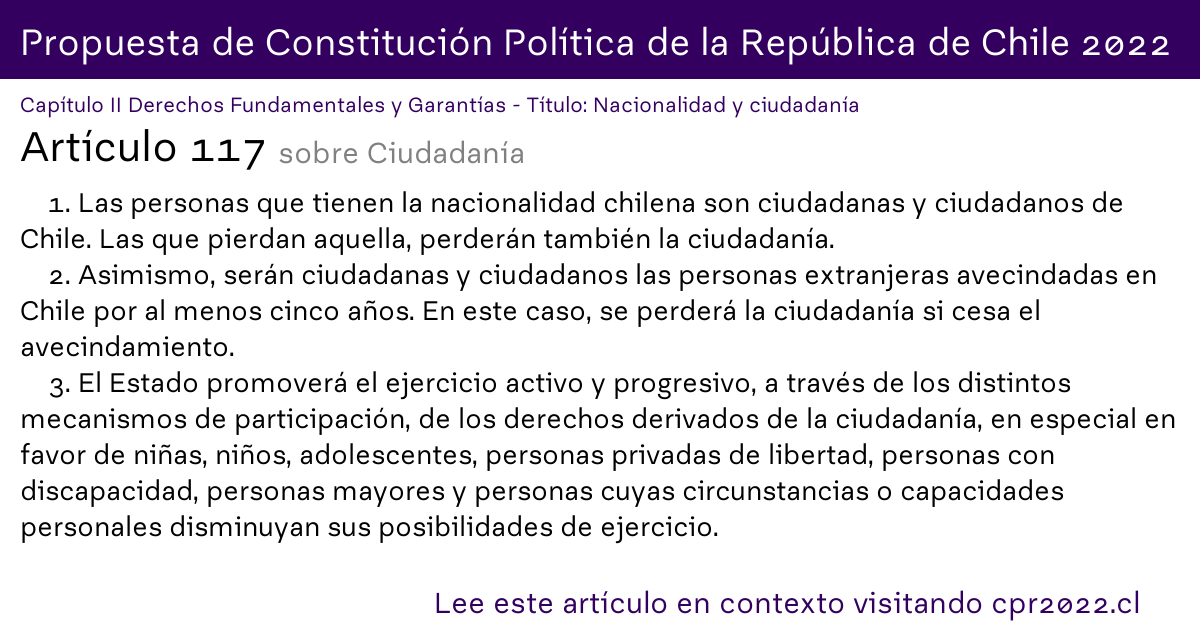 Propuesta de Constitución Política de la República de Chile 2022
Capítulo II Derechos Fundamentales y Garantías - Título: Nacionalidad y ciudadanía
Artículo 117 sobre Ciudadanía
1. Las personas que tienen la nacionalidad chilena son ciudadanas y ciudadanos de
Chile. Las que pierdan aquella, perderán también la ciudadanía.
2. Asimismo, serán ciudadanas y ciudadanos las personas extranjeras avecindadas en
Chile por al menos cinco años. En este caso, se perderá la ciudadanía si cesa el
avecindamiento.
3. El Estado promoverá el ejercicio activo y progresivo, a través de los distintos
mecanismos de participación, de los derechos derivados de la ciudadanía, en especial en
favor de niñas, niños, adolescentes, personas privadas de libertad, personas con
discapacidad, personas mayores y personas cuyas circunstancias o capacidades
personales disminuyan sus posibilidades de ejercicio.
Lee este artículo en contexto visitando cpr2022.cl